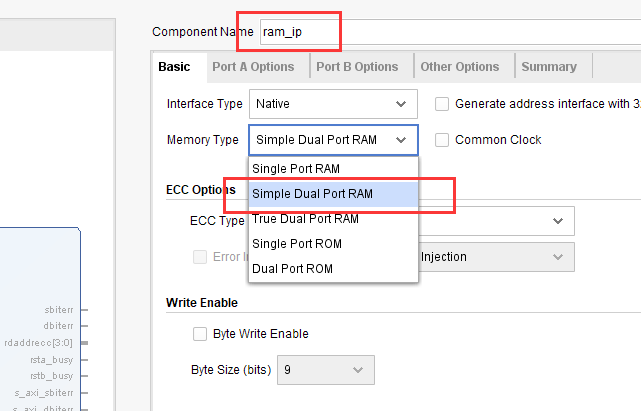 Component Name ram_ip
Basic Port A Options Port B Options Other Options Summary
Interface Type Native Generate address interface with 3
Memory Type Simple Dual Port RAM Common Clock
Single Port RAM
ECC Options Simple Dual Port RAM
ECC Type True Dual Port RAM
Single Port ROM
Error In Injection
Dual Port ROM
Write Enable
Byte Write Enable
Byte Size (bits) 9
sbiterr
dbiterr
rdaddrecc[3:0]
rsta_busy
rstb_busy
s_axi_sbiterr
s_axi_dbiterr